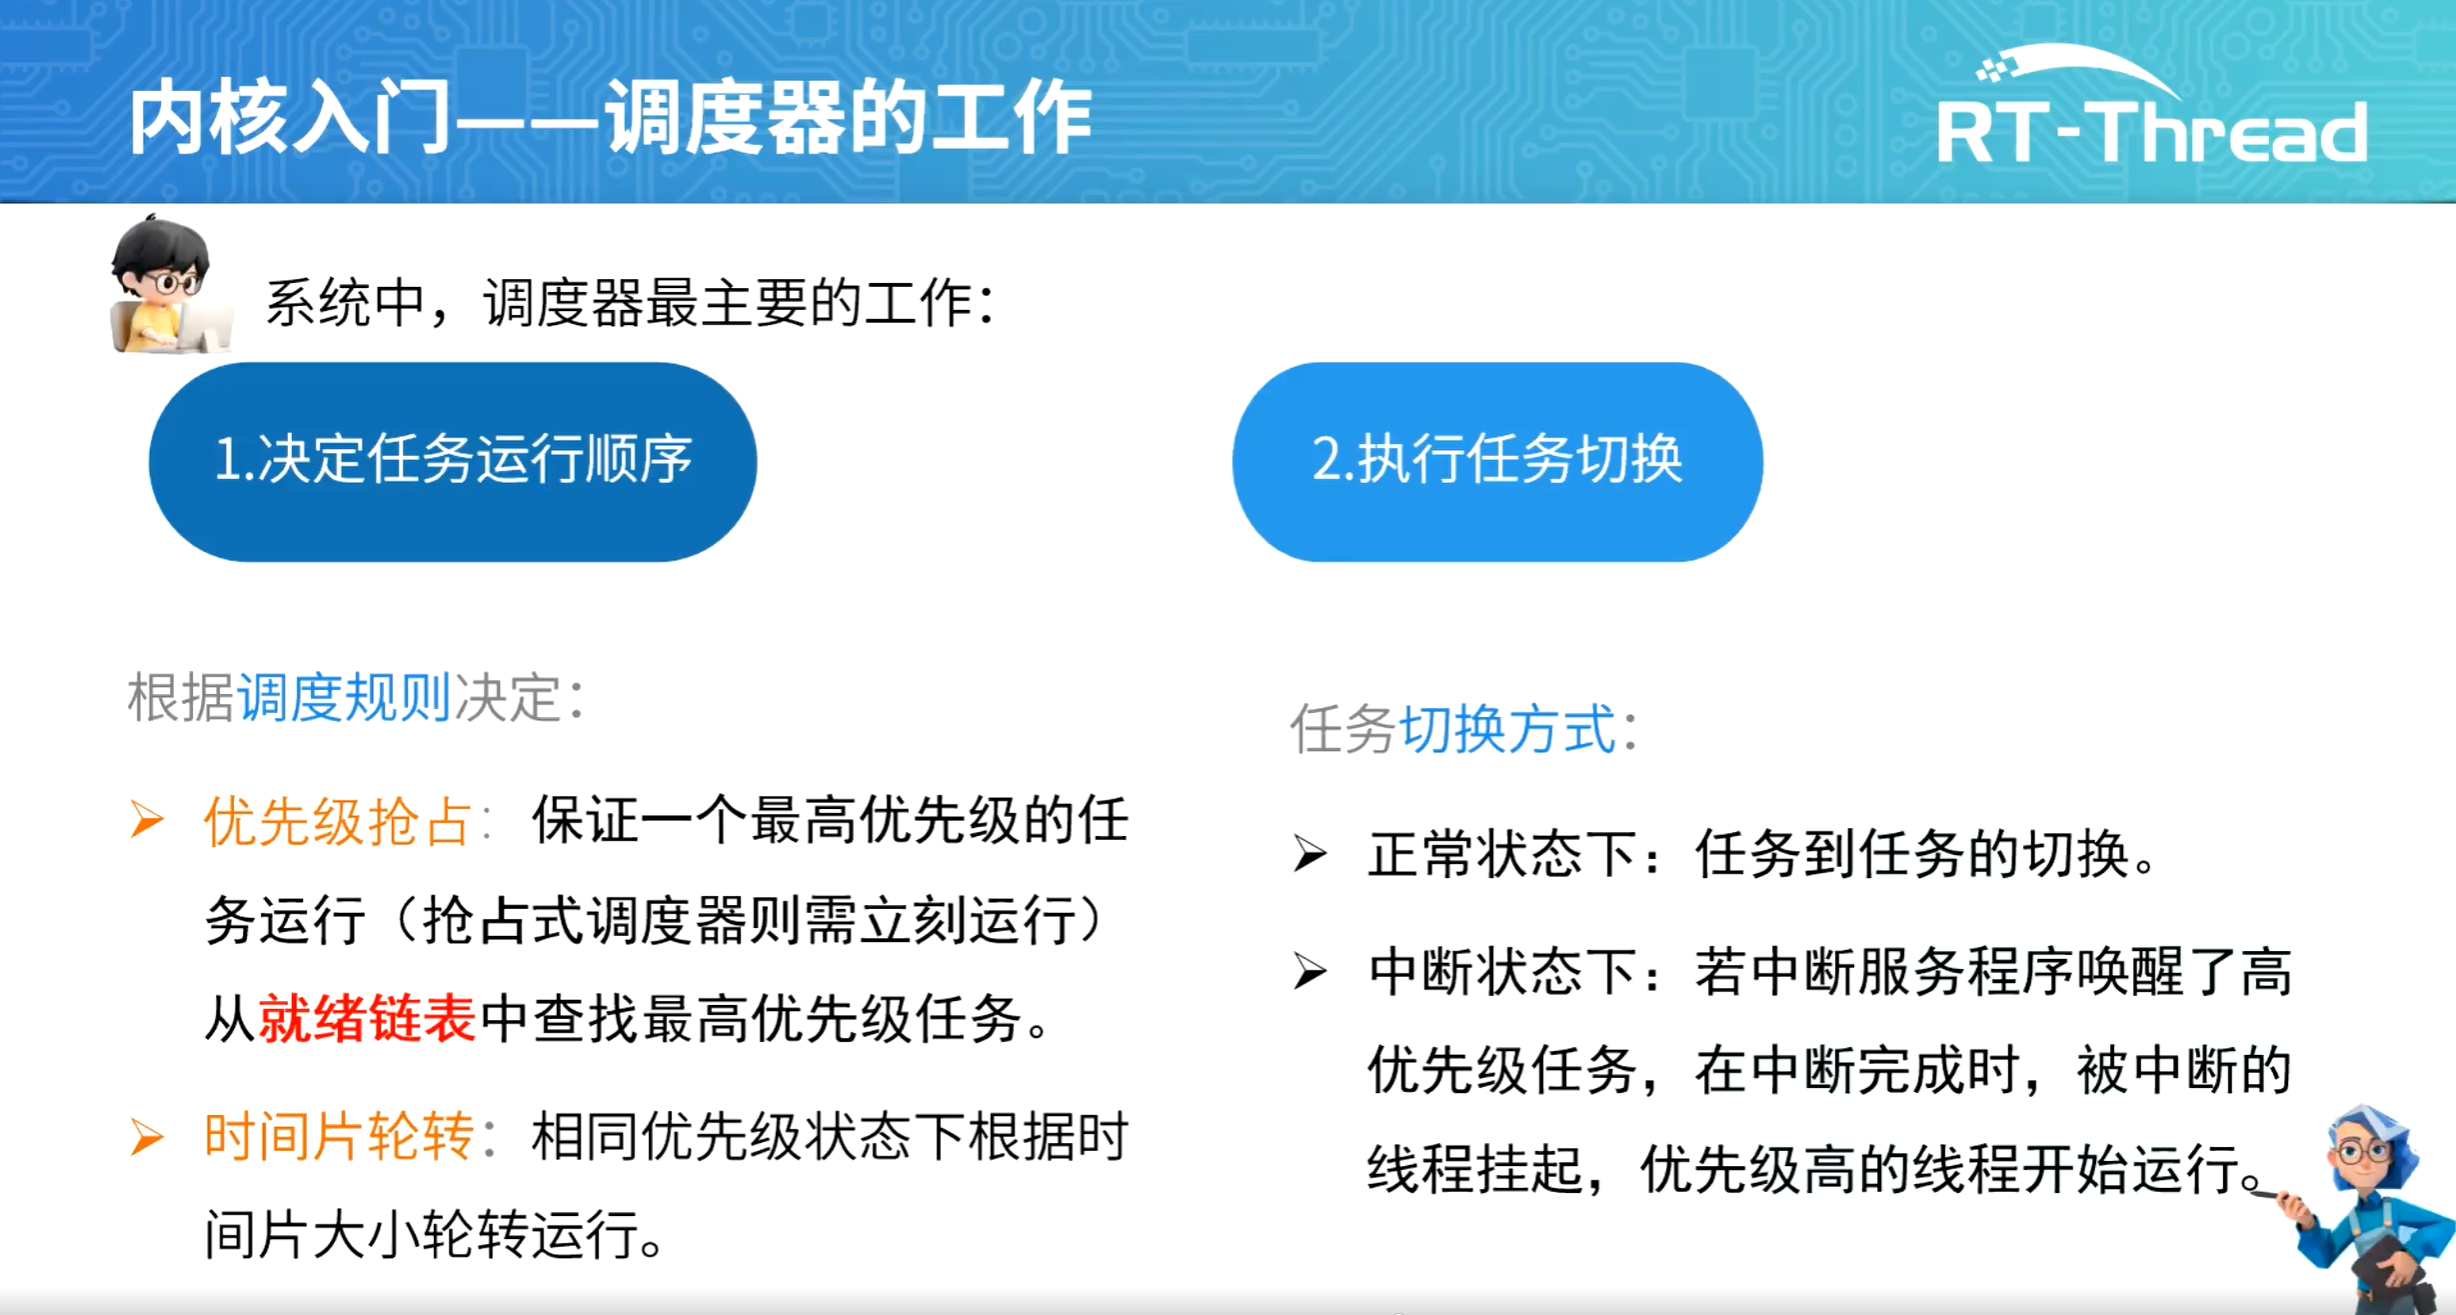 内核入门——调度器的工作
RT-Thread
系统中，调度器最主要的工作：
1.决定任务运行顺序
2.执行任务切换
根据调度规则决定：
优先级抢占：保证一个最高优先级的任
务运行（抢占式调度器则需立刻运行）
从就绪链表中查找最高优先级任务。
时间片轮转：相同优先级状态下根据时
间片大小轮转运行。
任务切换方式：
正常状态下：任务到任务的切换。
中断状态下：若中断服务程序唤醒了高
优先级任务，在中断完成时，被中断的
线程挂起，优先级高的线程开始运行。